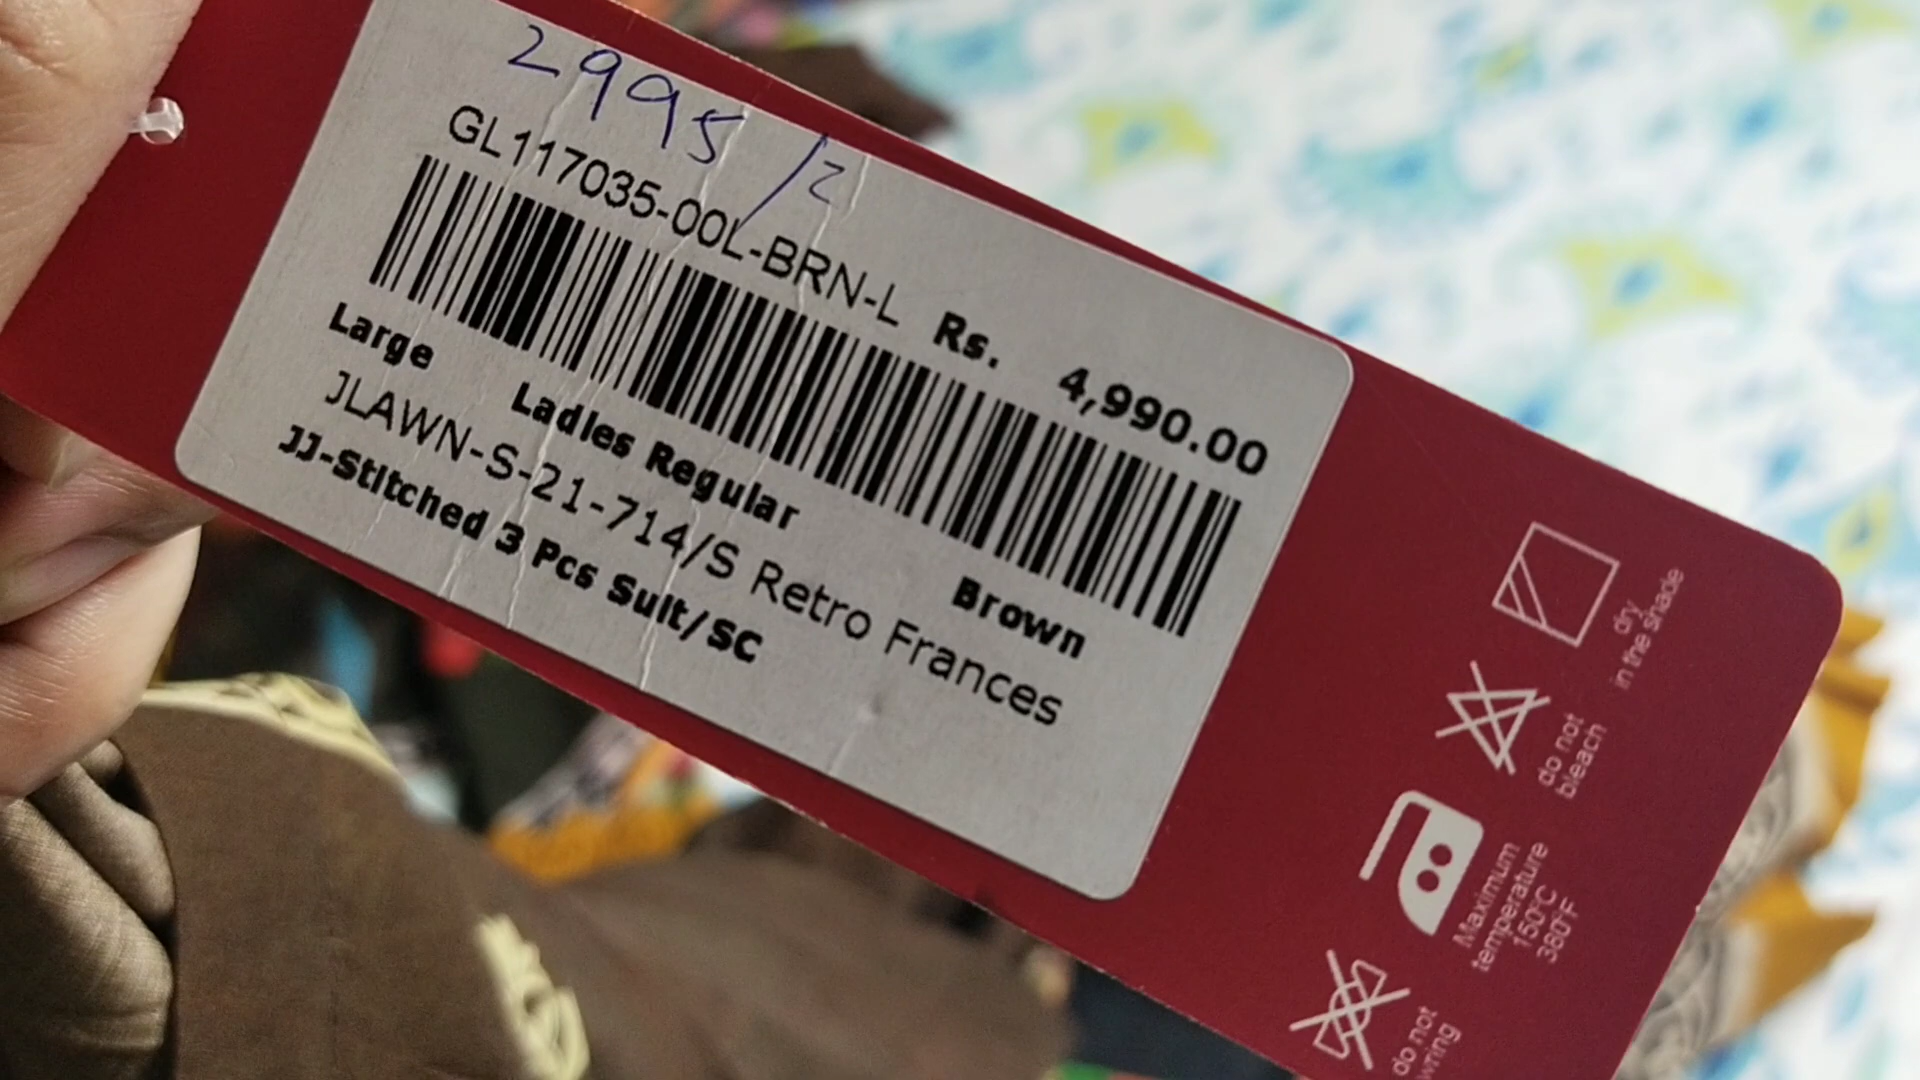 2995/2
GL117035-00L-BRN-L
Rs. 4,990.00
Large Ladies Regular Brown
JLAWN-S-21-714/S Retro Frances
JJ-Stitched 3 Pcs Suit/SC
dry
in the shade
do not
bleach
Maximum
temperature
150°C
380°F
do not
wring